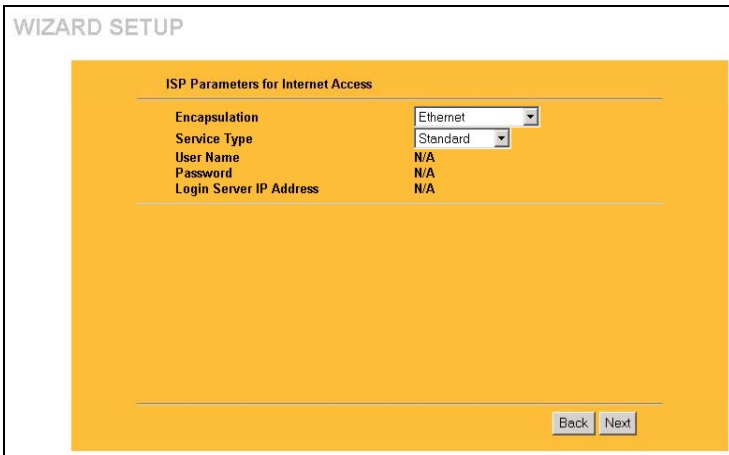 WIZARD SETUP
ISP Parameters for Internet Access
Encapsulation Ethernet
Service Type Standard
User Name N/A
Password N/A
Login Server IP Address N/A
Back Next